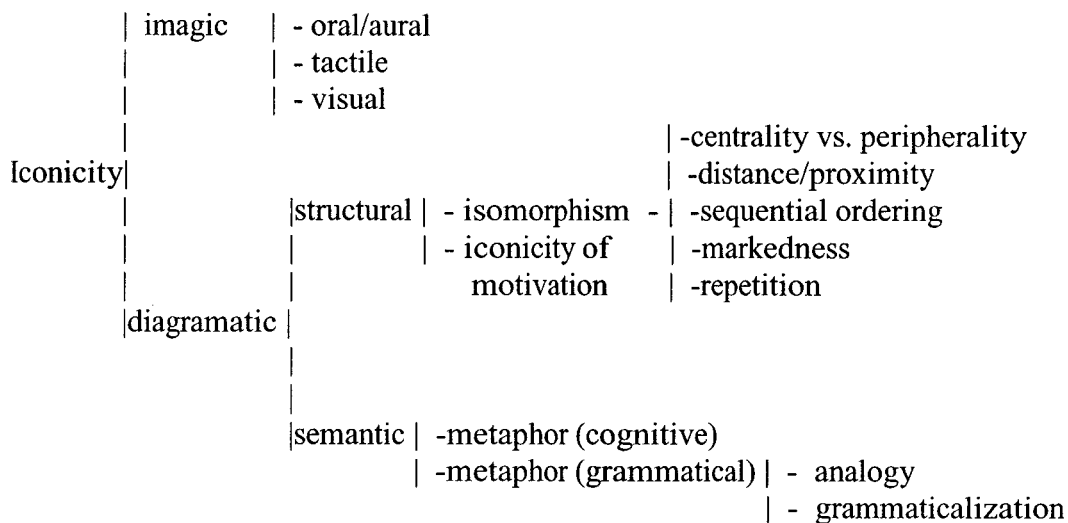 imagic - oral/aural
- tactile
- visual
-centrality vs. peripherality
Iconicity -distance/proximity
structural - isomorphism - -sequential ordering
- iconicity of -markedness
motivation -repetition
diagramatic
semantic -metaphor (cognitive)
-metaphor (grammatical) - analogy
- grammaticalization